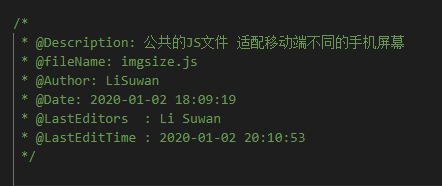 /*
* @Description: 公共的JS文件 适配移动端不同的手机屏幕
* @fileName: imgsize.js
* @Author: LiSuwan
* @Date: 2020-01-02 18:09:19
* @LastEditors  : Li Suwan
* @LastEditTime : 2020-01-02 20:10:53
*/